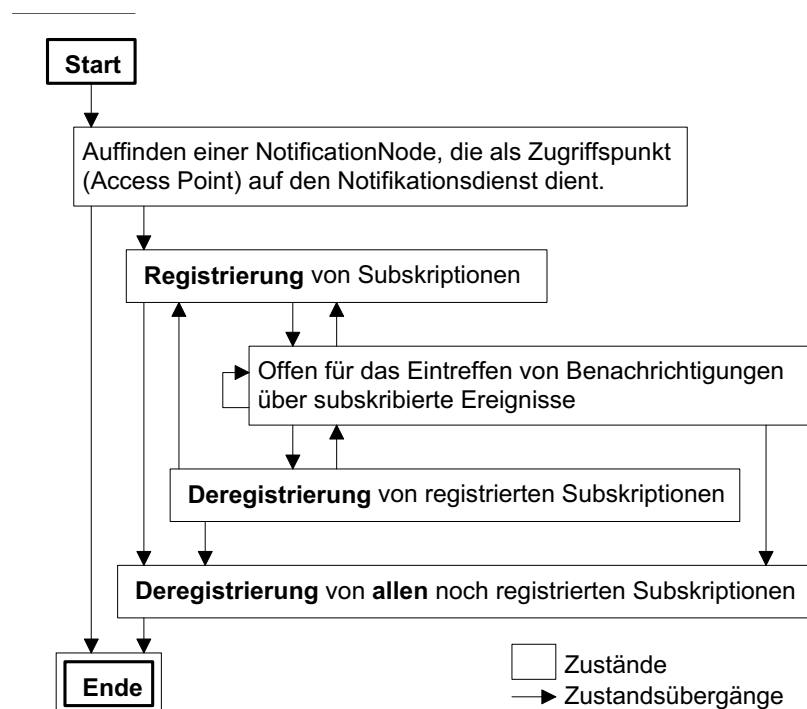 Start
Auffinden einer NotificationNode, die als Zugriffspunkt
(Access Point) auf den Notifikationsdienst dient.
Registrierung von Subskriptionen
Offen für das Eintreffen von Benachrichtigungen
über subskribierte Ereignisse
Deregistrierung von registrierten Subskriptionen
Deregistrierung von allen noch registrierten Subskriptionen
Ende
Zustände
Zustandsübergänge